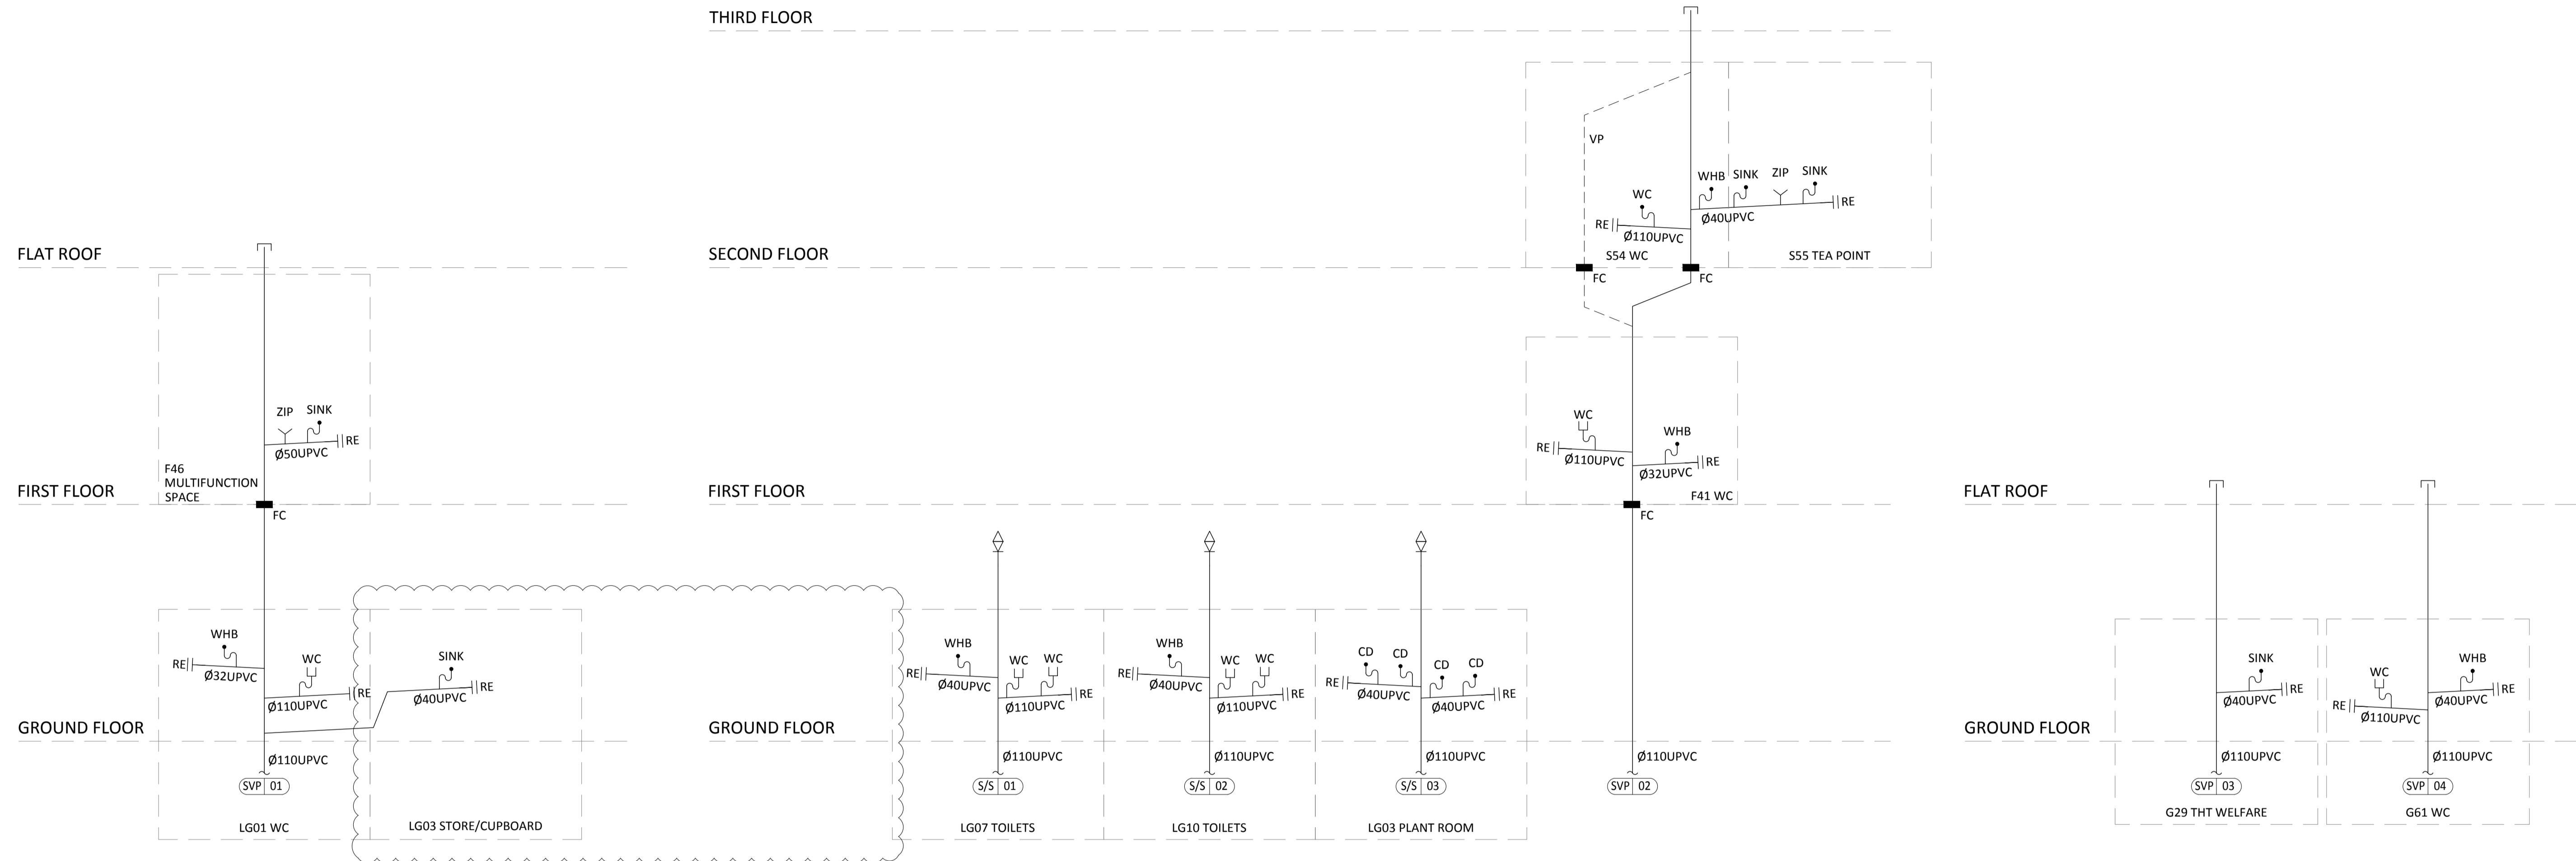 THIRD FLOOR
VP
WHB
SINK
ZIP
SINK
WC
RE
RE
Ø40UPVC
Ø110UPVC
S54 WC
S55 TEA POINT
FLAT ROOF
SECOND FLOOR
FC
FC
ZIP
SINK
RE
Ø50UPVC
F46
MULTIFUNCTION
SPACE
WC
WHB
RE
Ø110UPVC
RE
Ø32UPVC
F41 WC
FIRST FLOOR
FC
FIRST FLOOR
FC
FLAT ROOF
WHB
RE
Ø32UPVC
WC
RE
Ø110UPVC
SINK
RE
Ø40UPVC
WHB
RE
Ø40UPVC
WC
WC
RE
Ø110UPVC
WHB
RE
Ø40UPVC
WC
WC
RE
Ø110UPVC
CD
CD
RE
Ø40UPVC
CD
CD
RE
Ø40UPVC
SINK
RE
Ø40UPVC
WC
RE
Ø110UPVC
WHB
RE
Ø40UPVC
GROUND FLOOR
GROUND FLOOR
GROUND FLOOR
Ø110UPVC
Ø110UPVC
Ø110UPVC
Ø110UPVC
Ø110UPVC
Ø110UPVC
Ø110UPVC
SVP 01
S/S 01
S/S 02
S/S 03
SVP 02
SVP 03
SVP 04
LG01 WC
LG03 STORE/CUPBOARD
LG07 TOILETS
LG10 TOILETS
LG03 PLANT ROOM
G29 THT WELFARE
G61 WC